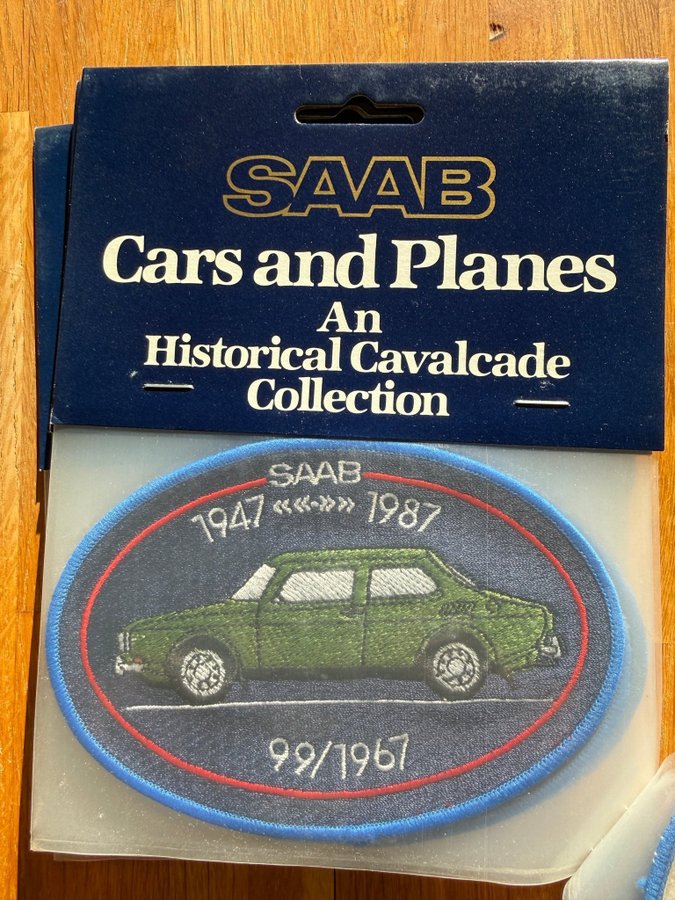 SAAB
Cars and Planes
An
Historical Cavalcade
Collection
SAAB
1947 ««-»» 1987
99/1967